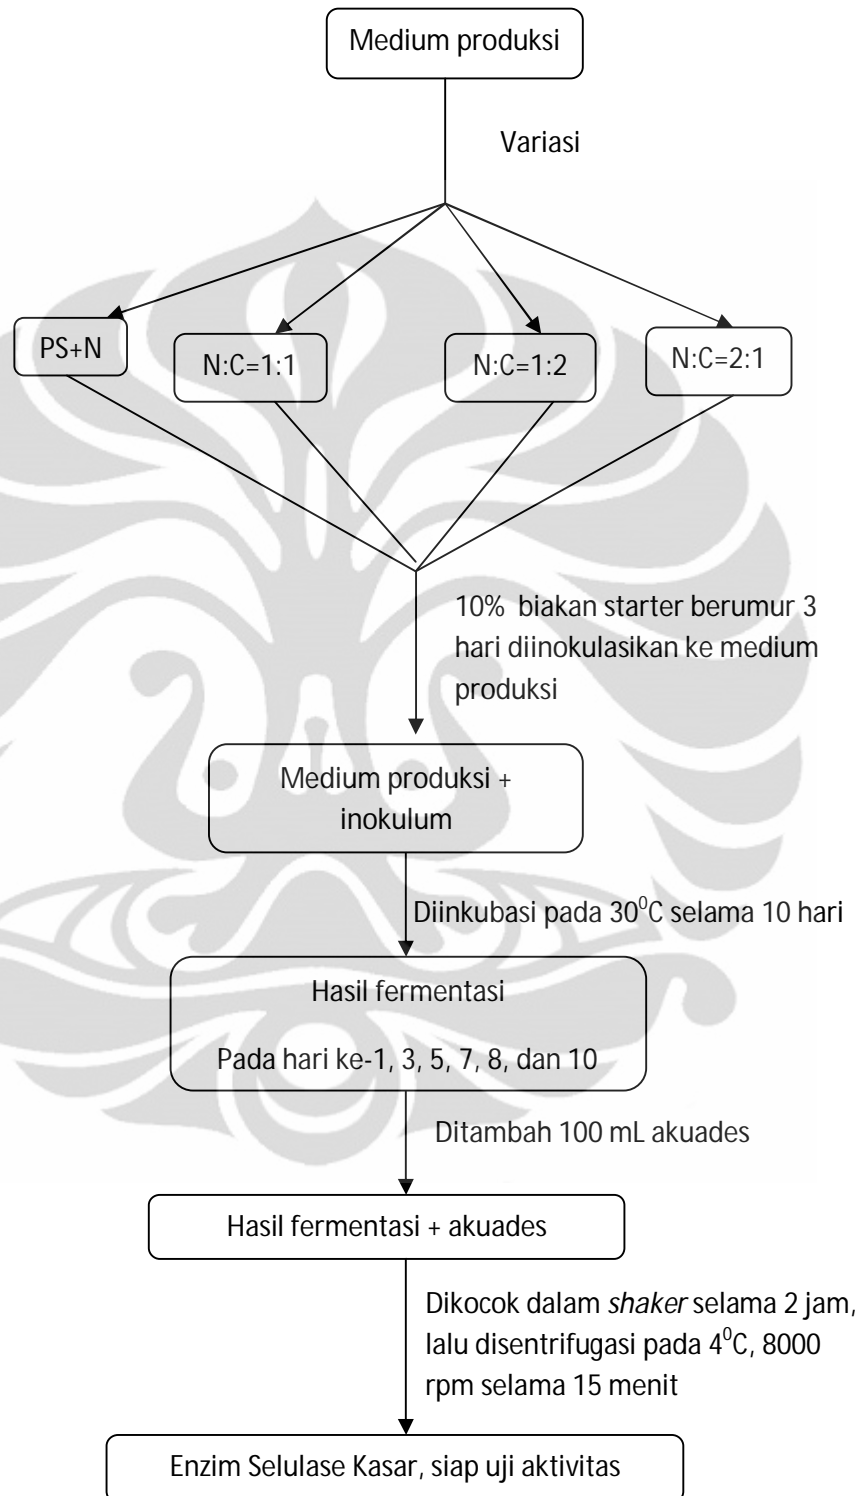 Medium produksi
Variasi
PS+N
N:C=1:1
N:C=1:2
N:C=2:1
10% biakan starter berumur 3
hari diinokulasikan ke medium
produksi
Medium produksi +
inokulum
Diinkubasi pada 30⁰C selama 10 hari
Hasil fermentasi
Pada hari ke-1, 3, 5, 7, 8, dan 10
Ditambah 100 mL akuades
Hasil fermentasi + akuades
Dikocok dalam shaker selama 2 jam,
lalu disentrifugasi pada 4⁰C, 8000
rpm selama 15 menit
Enzim Selulase Kasar, siap uji aktivitas